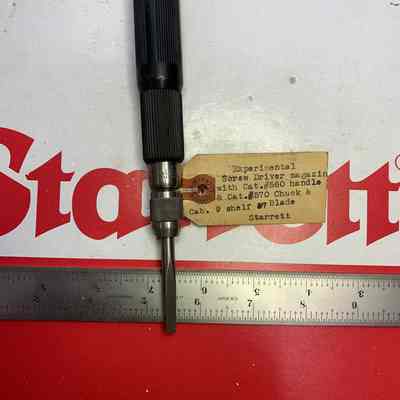 Starrett
Experimental
Screw Driver magazin
with Cat.#560 handle
& Cat.#570 Chuck &
Blade
Cab. 9 shelf #7
Starrett